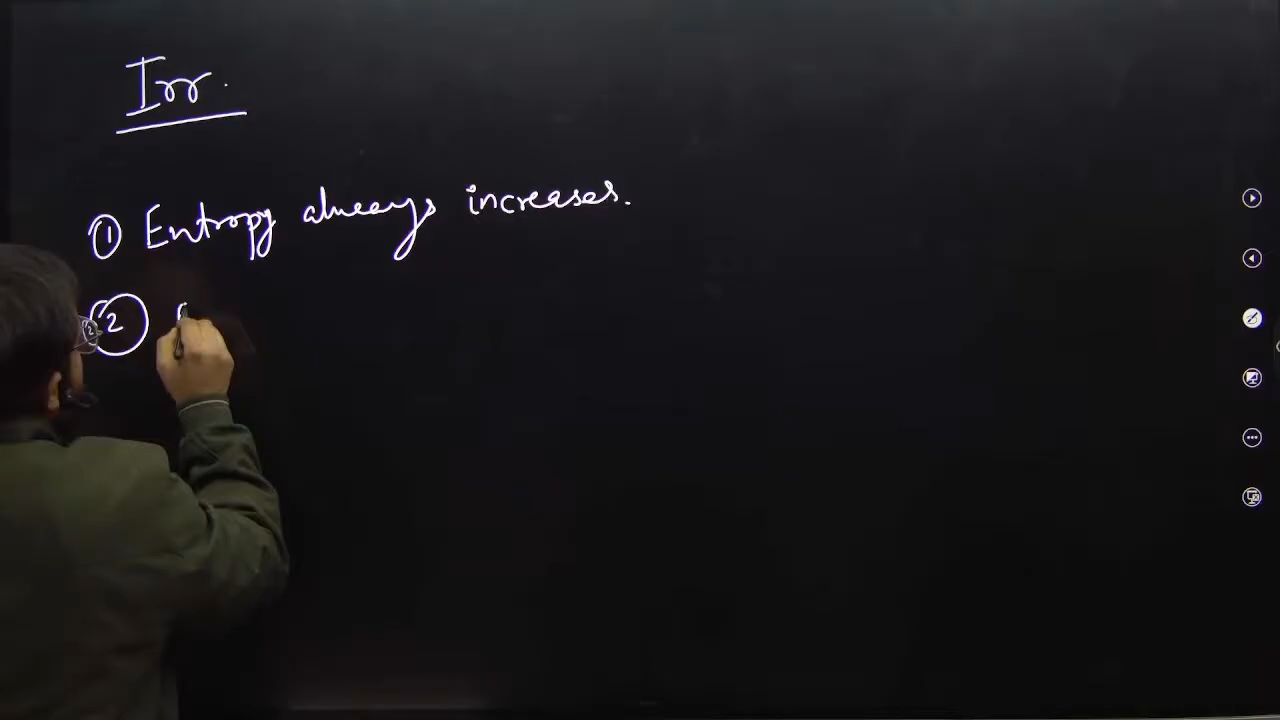 Irr.
① Entropy always increases.
②